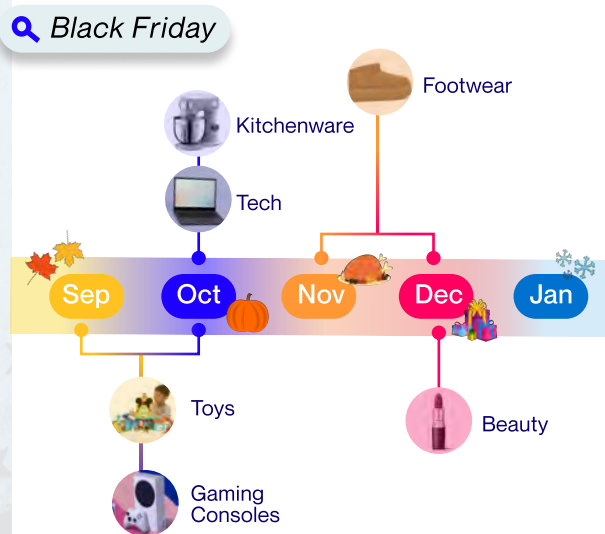 Black Friday
Footwear
Kitchenware
Tech
Sep
Oct
Nov
Dec
Jan
Toys
Beauty
Gaming
Consoles